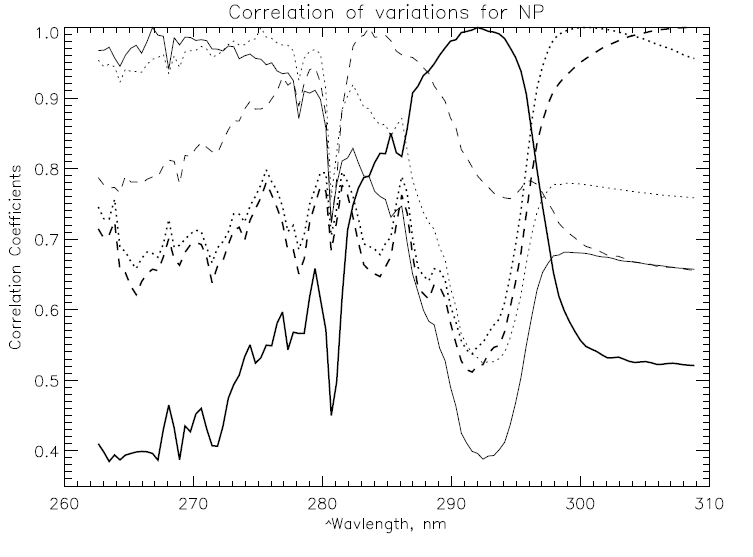 Correlation of variations for NP
1.0
0.9
0.8
0.7
0.6
0.5
0.4
Correlation Coefficients
260 270 280 290 300 310
^Wavlength, nm